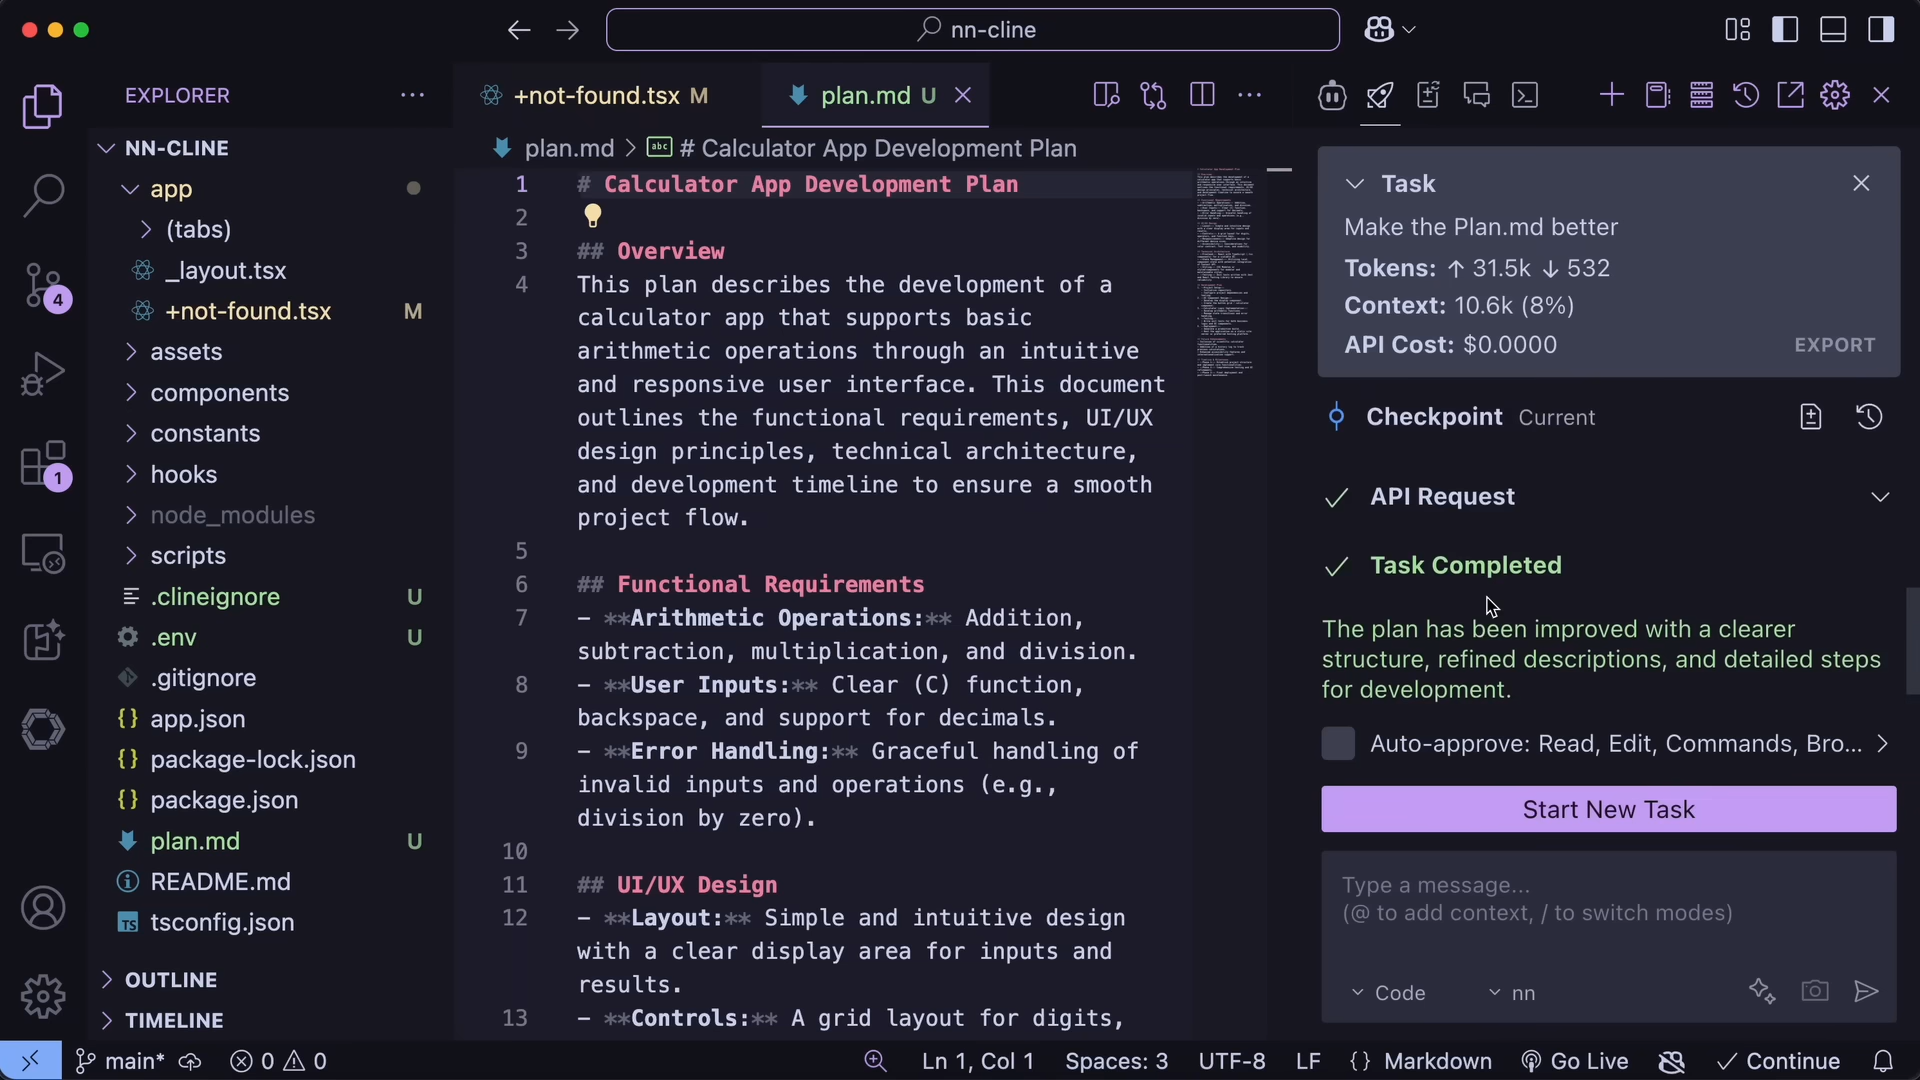 nn-cline
EXPLORER
NN-CLINE
app
(tabs)
_layout.tsx
+not-found.tsx M
assets
components
constants
hooks
node_modules
scripts
.clineignore U
.env U
.gitignore
app.json
package-lock.json
package.json
plan.md U
README.md
tsconfig.json
OUTLINE
TIMELINE
4
1
+not-found.tsx M
plan.md U
plan.md > # Calculator App Development Plan
1 # Calculator App Development Plan
2
3 ## Overview
4 This plan describes the development of a
calculator app that supports basic
arithmetic operations through an intuitive
and responsive user interface. This document
outlines the functional requirements, UI/UX
design principles, technical architecture,
and development timeline to ensure a smooth
project flow.
5
6 ## Functional Requirements
7 - **Arithmetic Operations:** Addition,
subtraction, multiplication, and division.
8 - **User Inputs:** Clear (C) function,
backspace, and support for decimals.
9 - **Error Handling:** Graceful handling of
invalid inputs and operations (e.g.,
division by zero).
10
11 ## UI/UX Design
12 - **Layout:** Simple and intuitive design
with a clear display area for inputs and
results.
13 - **Controls:** A grid layout for digits,
Task
Make the Plan.md better
Tokens: ↑ 31.5k ↓ 532
Context: 10.6k (8%)
API Cost: $0.0000
EXPORT
Checkpoint Current
API Request
Task Completed
The plan has been improved with a clearer
structure, refined descriptions, and detailed steps
for development.
Auto-approve: Read, Edit, Commands, Bro...
Start New Task
Type a message...
(@ to add context, / to switch modes)
Code nn
main* 0 0
Ln 1, Col 1 Spaces: 3 UTF-8 LF {} Markdown Go Live Continue